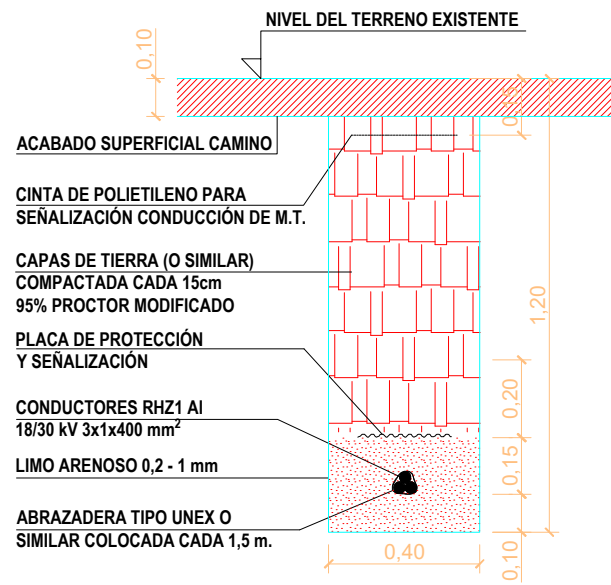 NIVEL DEL TERRENO EXISTENTE
0,10
ACABADO SUPERFICIAL CAMINO
CINTA DE POLIETILENO PARA
SEÑALIZACIÓN CONDUCCIÓN DE M.T.
CAPAS DE TIERRA (O SIMILAR)
COMPACTADA CADA 15cm
95% PROCTOR MODIFICADO
PLACA DE PROTECCIÓN
Y SEÑALIZACIÓN
CONDUCTORES RHZ1 Al
18/30 kV 3x1x400 mm²
LIMO ARENOSO 0,2 - 1 mm
ABRAZADERA TIPO UNEX O
SIMILAR COLOCADA CADA 1,5 m.
1,20
0,20
0,15
0,10
0,40